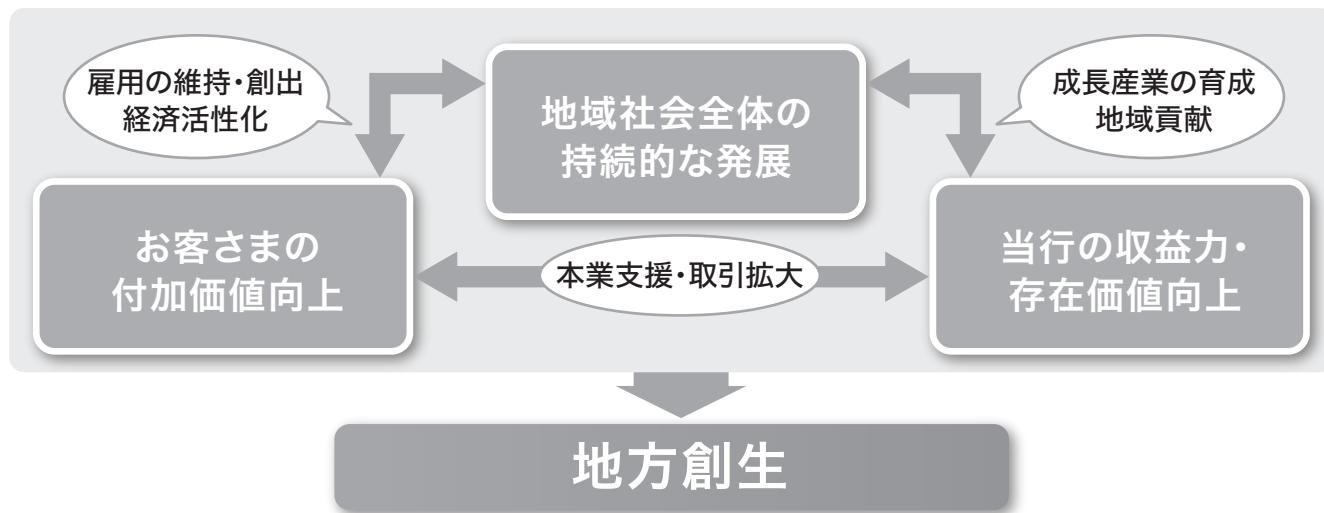 雇用の維持・創出
経済活性化
地域社会全体の
持続的な発展
成長産業の育成
地域貢献
お客さまの
付加価値向上
本業支援・取引拡大
当行の収益力・
存在価値向上
地方創生